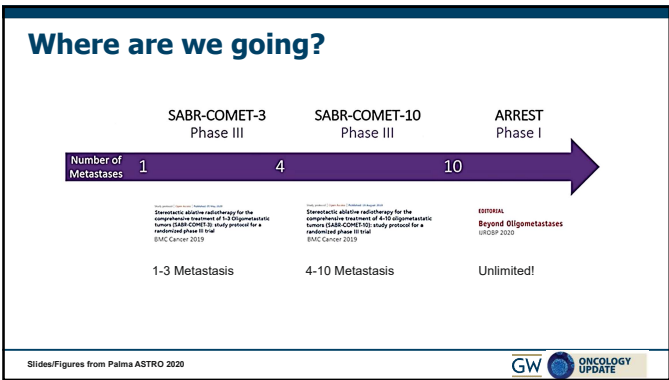 Where are we going?
SABR-COMET-3
Phase III
SABR-COMET-10
Phase III
ARREST
Phase I
Number of
Metastases
1
4
10
Stereotactic ablative radiotherapy for the
comprehensive treatment of 1-3 Oligometastatic
tumors (SABR-COMET-3): study protocol for a
randomized phase III trial
BMC Cancer 2019
Stereotactic ablative radiotherapy for the
comprehensive treatment of 4-10 oligometastatic
tumors (SABR-COMET-10): study protocol for a
randomized phase III trial
BMC Cancer 2019
EDITORIAL
Beyond Oligometastases
IJROBP 2020
1-3 Metastasis
4-10 Metastasis
Unlimited!
Slides/Figures from Palma ASTRO 2020
GW
ONCOLOGY
UPDATE